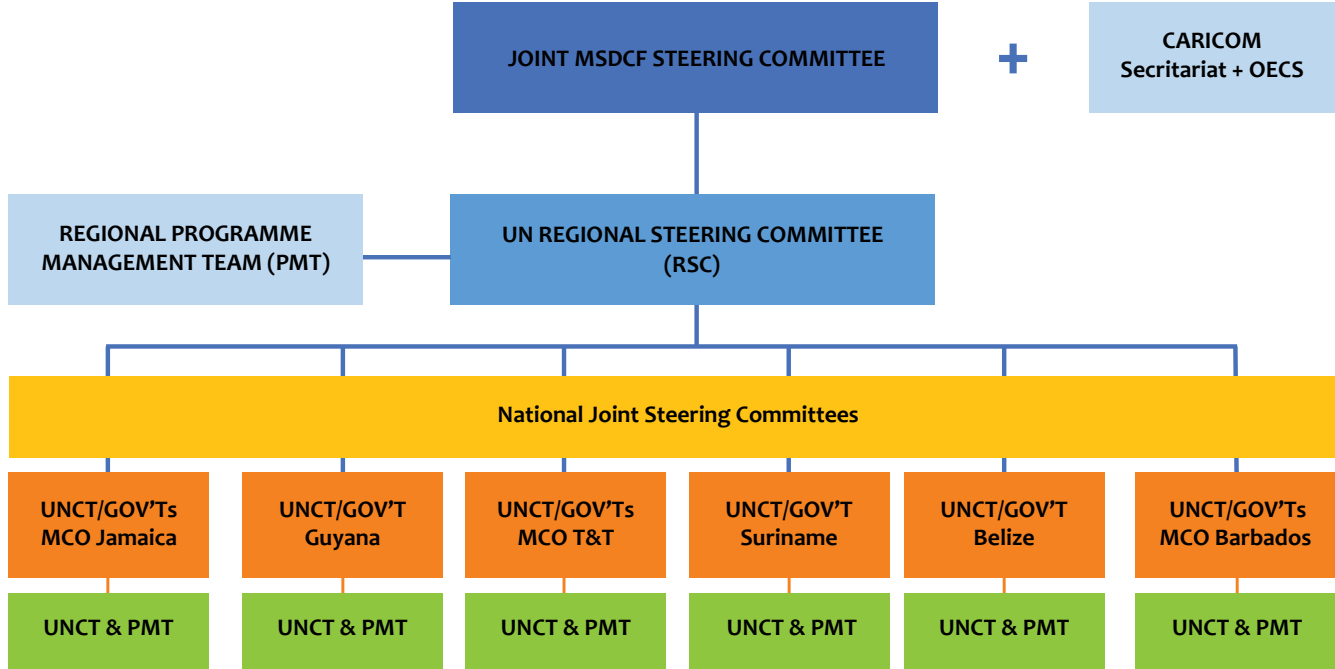 JOINT MSDCF STEERING COMMITTEE
+
CARICOM
Secritariat + OECS
REGIONAL PROGRAMME
MANAGEMENT TEAM (PMT)
UN REGIONAL STEERING COMMITTEE
(RSC)
National Joint Steering Committees
UNCT/GOV’Ts
MCO Jamaica
UNCT/GOV’T
Guyana
UNCT/GOV’Ts
MCO T&T
UNCT/GOV’T
Suriname
UNCT/GOV’T
Belize
UNCT/GOV’Ts
MCO Barbados
UNCT & PMT
UNCT & PMT
UNCT & PMT
UNCT & PMT
UNCT & PMT
UNCT & PMT